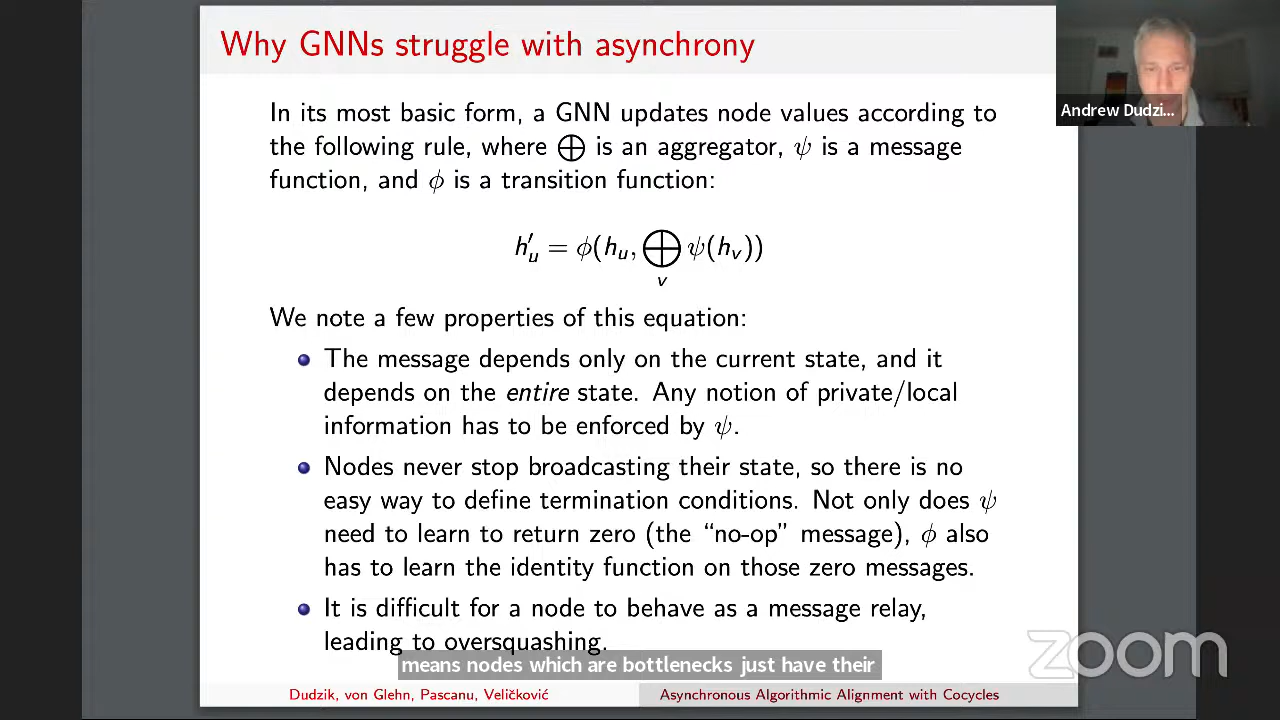 Why GNNs struggle with asynchrony
Andrew Dudzi...
In its most basic form, a GNN updates node values according to
the following rule, where ⊕ is an aggregator, ψ is a message
function, and ϕ is a transition function:
h′_u = ϕ(h_u, ⊕_v ψ(h_v))
We note a few properties of this equation:
The message depends only on the current state, and it
depends on the entire state. Any notion of private/local
information has to be enforced by ψ.
Nodes never stop broadcasting their state, so there is no
easy way to define termination conditions. Not only does ψ
need to learn to return zero (the “no-op” message), ϕ also
has to learn the identity function on those zero messages.
It is difficult for a node to behave as a message relay,
leading to oversquashing.
means nodes which are bottlenecks just have their
zoom
Dudzik, von Glehn, Pascanu, Veličković
Asynchronous Algorithmic Alignment with Cocycles